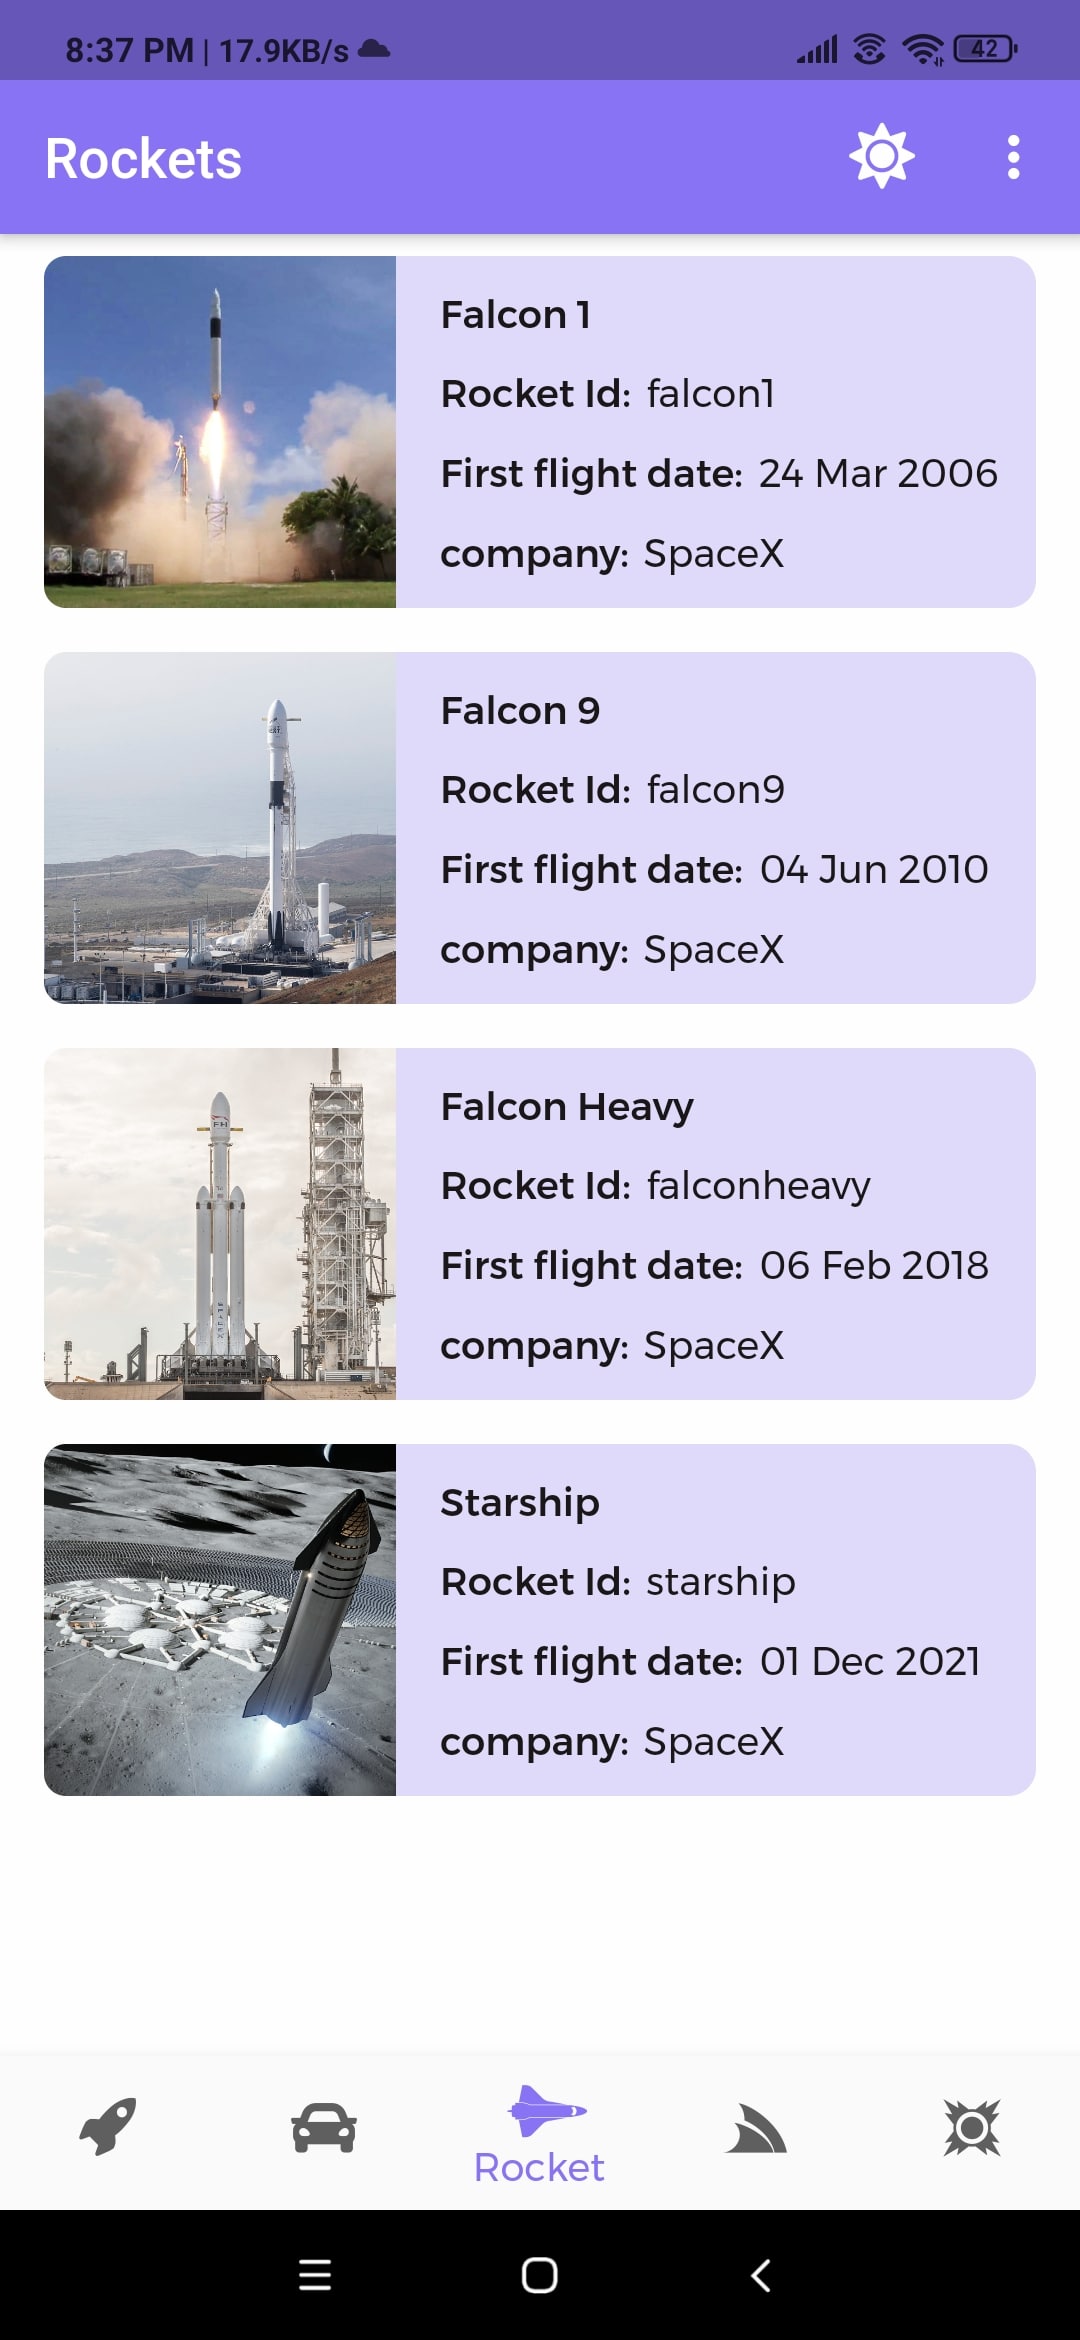 8:37 PM | 17.9KB/s
42
Rockets
Falcon 1
Rocket Id: falcon1
First flight date: 24 Mar 2006
company: SpaceX
Falcon 9
Rocket Id: falcon9
First flight date: 04 Jun 2010
company: SpaceX
Falcon Heavy
Rocket Id: falconheavy
First flight date: 06 Feb 2018
company: SpaceX
Starship
Rocket Id: starship
First flight date: 01 Dec 2021
company: SpaceX
Rocket